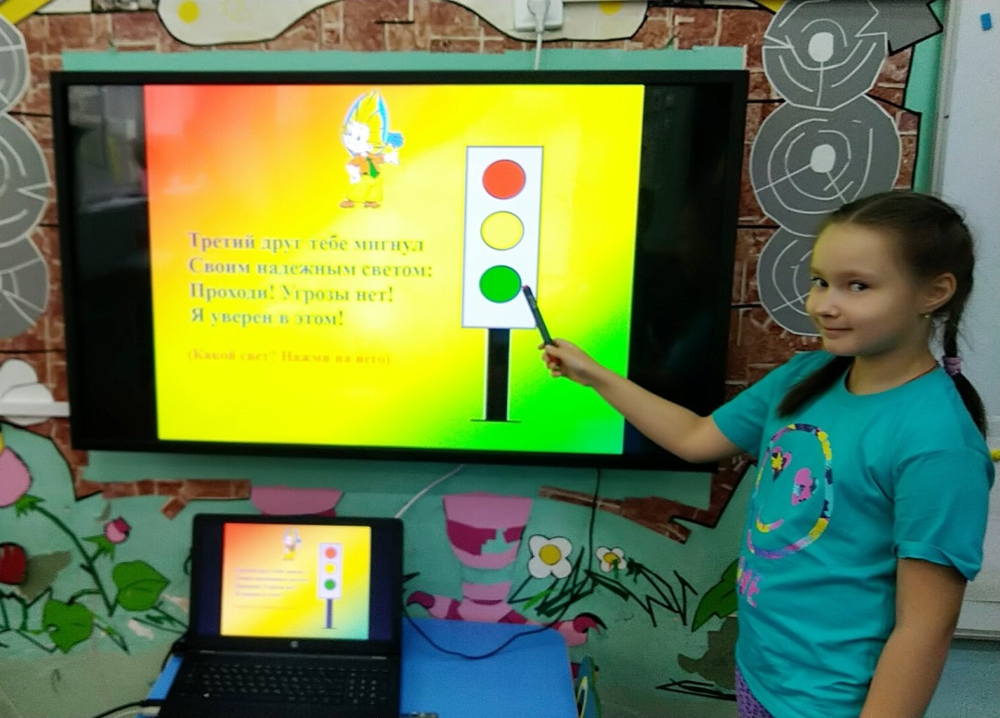 Третий друг тебе мигнул
Своим надежным светом:
Проходи! Угрозы нет!
Я уверен в этом!
(Какой свет? Нажми на него)